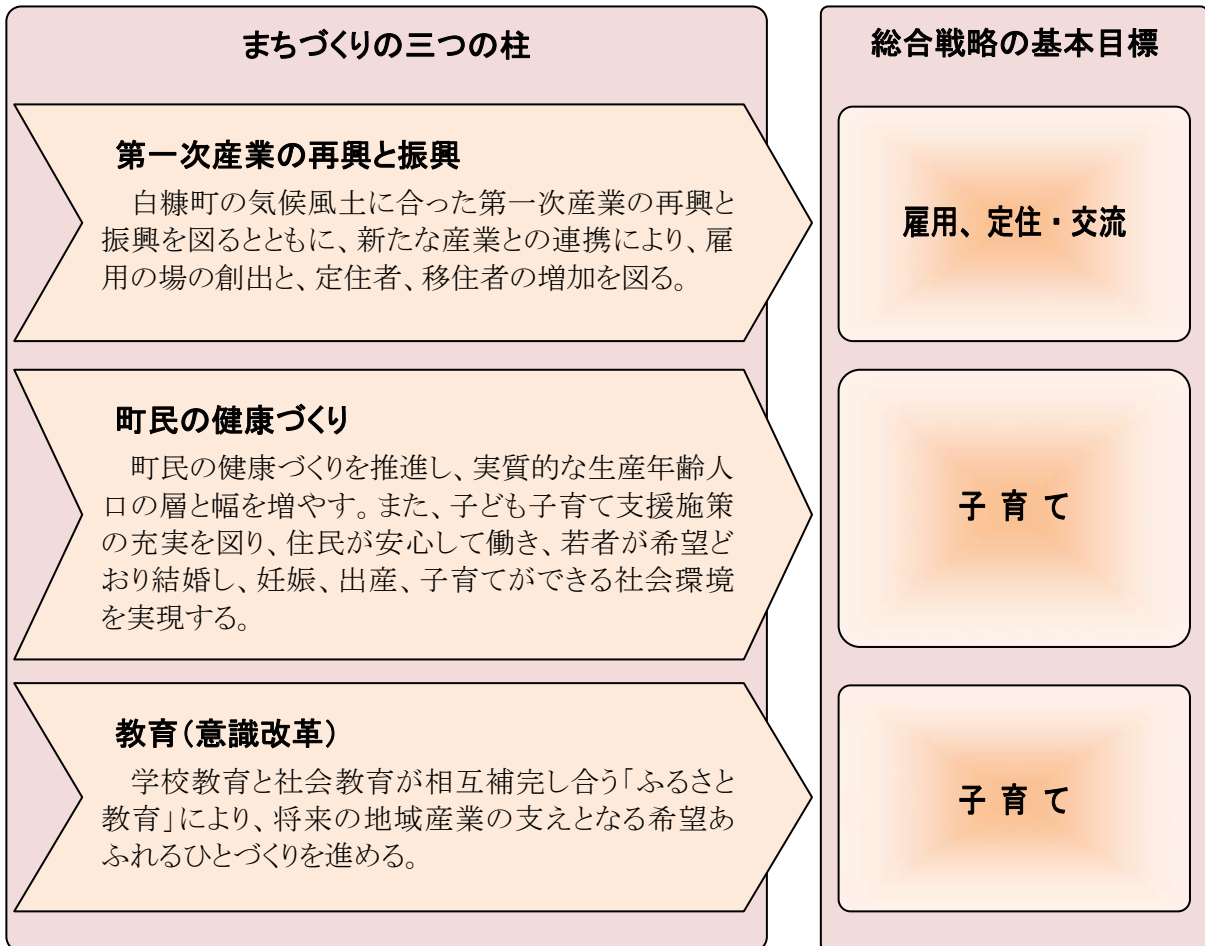 まちづくりの三つの柱
総合戦略の基本目標
第一次産業の再興と振興
白糠町の気候風土に合った第一次産業の再興と
振興を図るとともに、新たな産業との連携により、雇
用の場の創出と、定住者、移住者の増加を図る。
雇用、定住・交流
町民の健康づくり
町民の健康づくりを推進し、実質的な生産年齢人
口の層と幅を増やす。また、子ども子育て支援施策
の充実を図り、住民が安心して働き、若者が希望ど
おり結婚し、妊娠、出産、子育てができる社会環境
を実現する。
子 育 て
教育(意識改革)
学校教育と社会教育が相互補完し合う「ふるさと
教育」により、将来の地域産業の支えとなる希望あ
ふれるひとづくりを進める。
子 育 て